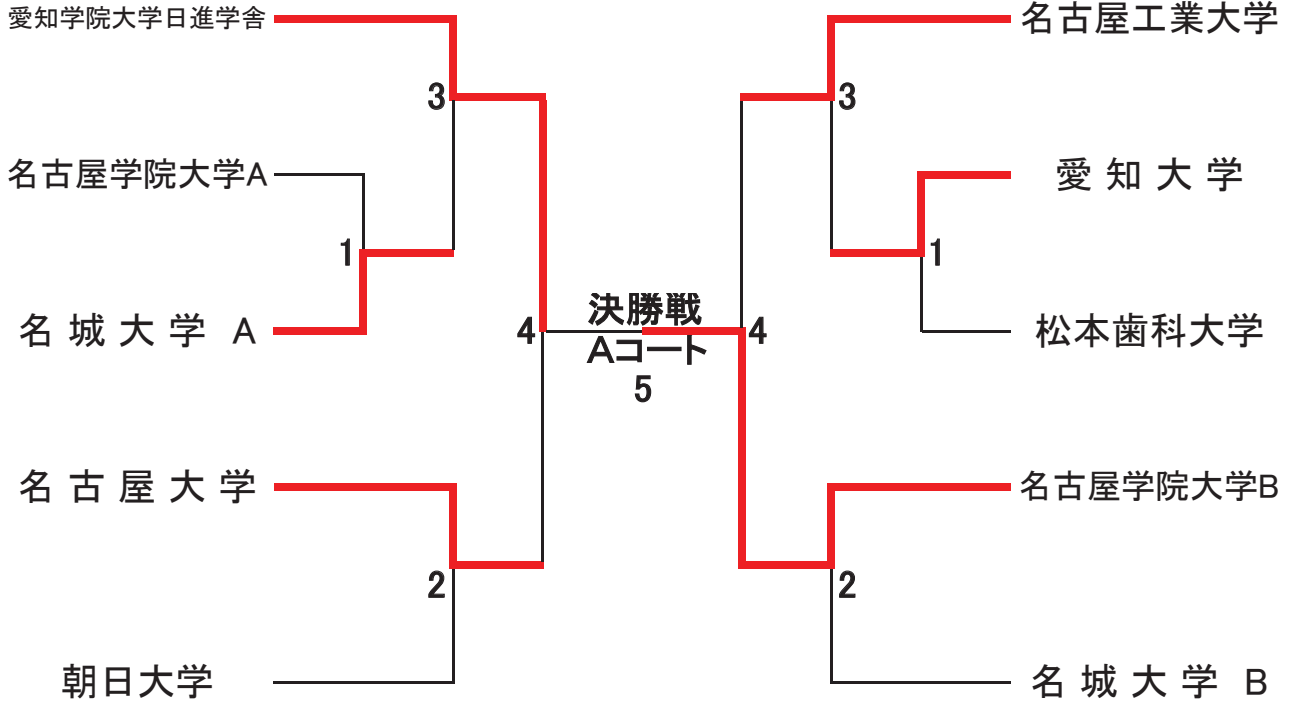 愛知学院大学日進学舎
3
名古屋学院大学A
1
名城大学 A
4
名古屋大学
2
朝日大学
決勝戦
Aコート
5
名古屋工業大学
3
愛知大学
1
松本歯科大学
4
名古屋学院大学B
2
名城大学 B